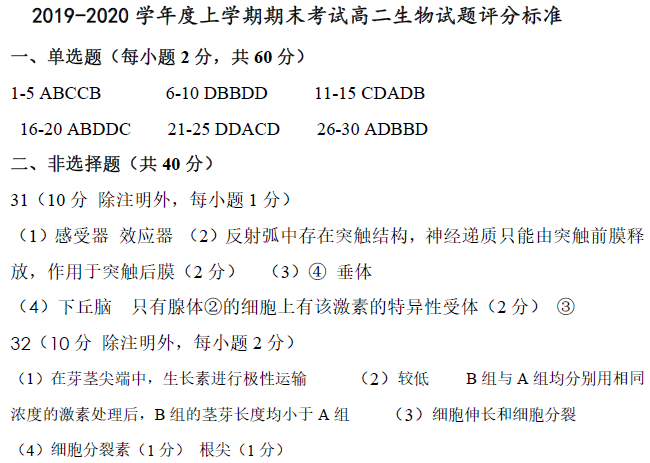 2019-2020 学年度上学期期末考试高二生物试题评分标准
一、单选题（每小题 2 分，共 60 分）
1-5 ABCCB 6-10 DBBDD 11-15 CDADB
16-20 ABDDC 21-25 DDACD 26-30 ADBBD
二、非选择题（共 40 分）
31（10 分 除注明外，每小题 1 分）
（1）感受器 效应器 （2）反射弧中存在突触结构，神经递质只能由突触前膜释
放，作用于突触后膜（2 分） （3）④ 垂体
（4）下丘脑 只有腺体②的细胞上有该激素的特异性受体（2 分） ③
32（10 分 除注明外，每小题 2 分）
（1）在芽茎尖端中，生长素进行极性运输 （2）较低 B 组与 A 组均分别用相同
浓度的激素处理后，B 组的茎芽长度均小于 A 组 （3）细胞伸长和细胞分裂
（4）细胞分裂素（1 分） 根尖（1 分）